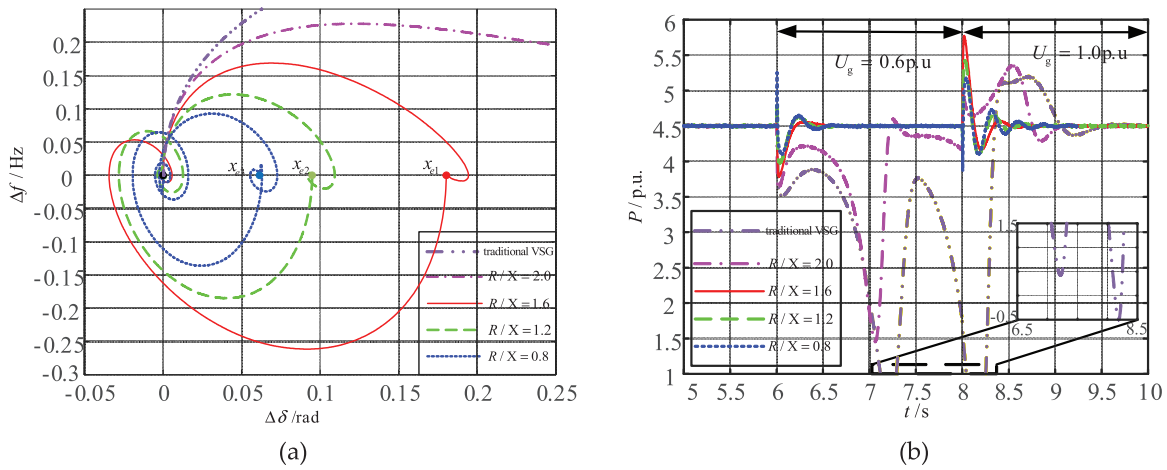 0.2
0.15
0.1
0.05
0
-0.05
-0.1
-0.15
-0.2
-0.25
-0.3
Δf / Hz
-0.05
0
0.05
0.1
0.15
0.2
0.25
Δδ /rad
x_e2
x_e1
traditional VSG
R / X = 2.0
R / X = 1.6
R / X = 1.2
R / X = 0.8
(a)
6
5.5
5
4.5
4
3.5
3
2.5
2
1.5
1
P / p.u.
5
5.5
6
6.5
7
7.5
8
8.5
9
9.5
10
t / s
U_g = 0.6p.u
U_g = 1.0p.u
traditional VSG
R / X = 2.0
R / X = 1.6
R / X = 1.2
R / X = 0.8
1.5
-0.5
6.5
8.5
(b)